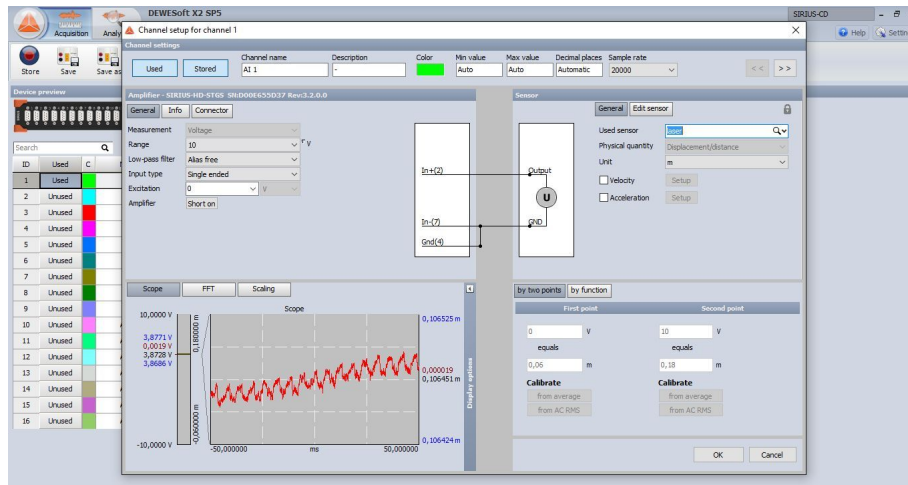 DEWESoft X2 SP5
SIRIUS-CD
Acquisition
Analy
Help
Settin
Store
Save
Save as
Device preview
Search
ID Used C
1 Used
2 Unused
3 Unused
4 Unused
5 Unused
6 Unused
7 Unused
8 Unused
9 Unused
10 Unused
11 Unused
12 Unused
13 Unused
14 Unused
15 Unused
16 Unused
Channel setup for channel 1
Channel settings
Used Stored
Channel name Description Color Min value Max value Decimal places Sample rate
AI 1 - Auto Auto Automatic 20000
<< >>
Amplifier - SIRIUS-HD-STGS SN:D00E655D37 Rev:3.2.0.0
General Info Connector
Measurement Voltage
Range 10 V
Low-pass filter Alias free
Input type Single ended
Excitation 0 V
Amplifier Short on
In+(2)
In-(7)
Gnd(4)
Sensor
Output
U
GND
General Edit sensor
Used sensor laser
Physical quantity Displacement/distance
Unit m
Velocity Setup
Acceleration Setup
Scope FFT Scaling
Scope
10,0000 V
3,8771 V
0,0019 V
3,8728 V
3,8686 V
-10,0000 V
0,180000 m
-0,060000 m
0,106525 m
0,000019
0,106451 m
0,106424 m
-50,000000 ms 50,000000
Display options
by two points by function
First point Second point
0 V 10 V
equals equals
0,06 m 0,18 m
Calibrate Calibrate
from average from average
from AC RMS from AC RMS
OK Cancel